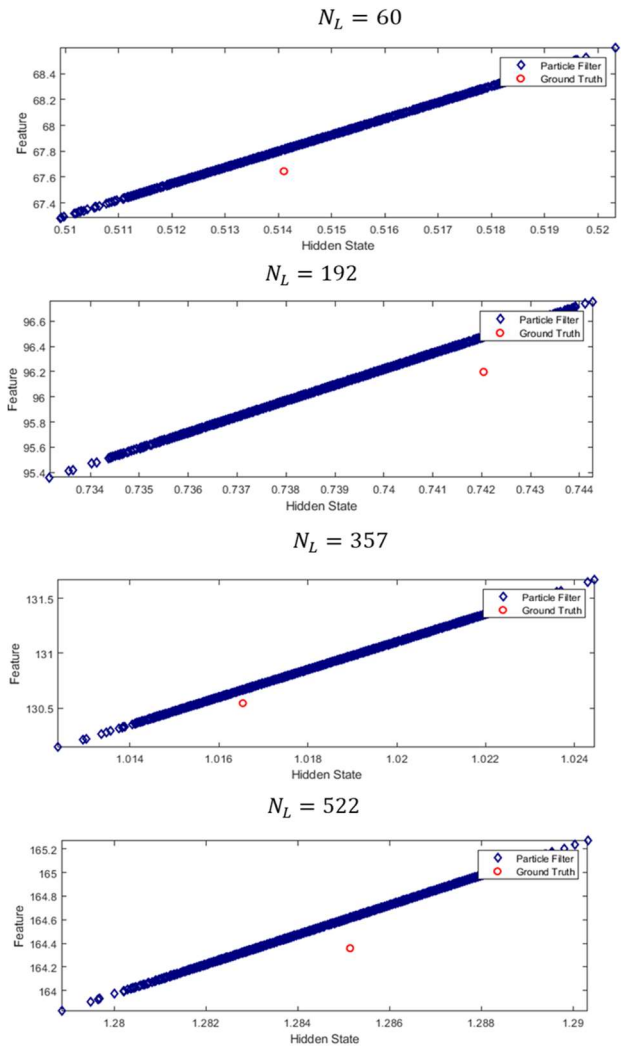 N_L = 60
68.4
68.2
68
67.8
67.6
67.4
Feature
Particle Filter
Ground Truth
0.51 0.511 0.512 0.513 0.514 0.515 0.516 0.517 0.518 0.519 0.52
Hidden State
N_L = 192
96.6
96.4
96.2
96
95.8
95.6
95.4
Feature
Particle Filter
Ground Truth
0.734 0.735 0.736 0.737 0.738 0.739 0.74 0.741 0.742 0.743 0.744
Hidden State
N_L = 357
131.5
131
130.5
Feature
Particle Filter
Ground Truth
1.014 1.016 1.018 1.02 1.022 1.024
Hidden State
N_L = 522
165.2
165
164.8
164.6
164.4
164.2
164
Feature
Particle Filter
Ground Truth
1.28 1.282 1.284 1.286 1.288 1.29
Hidden State